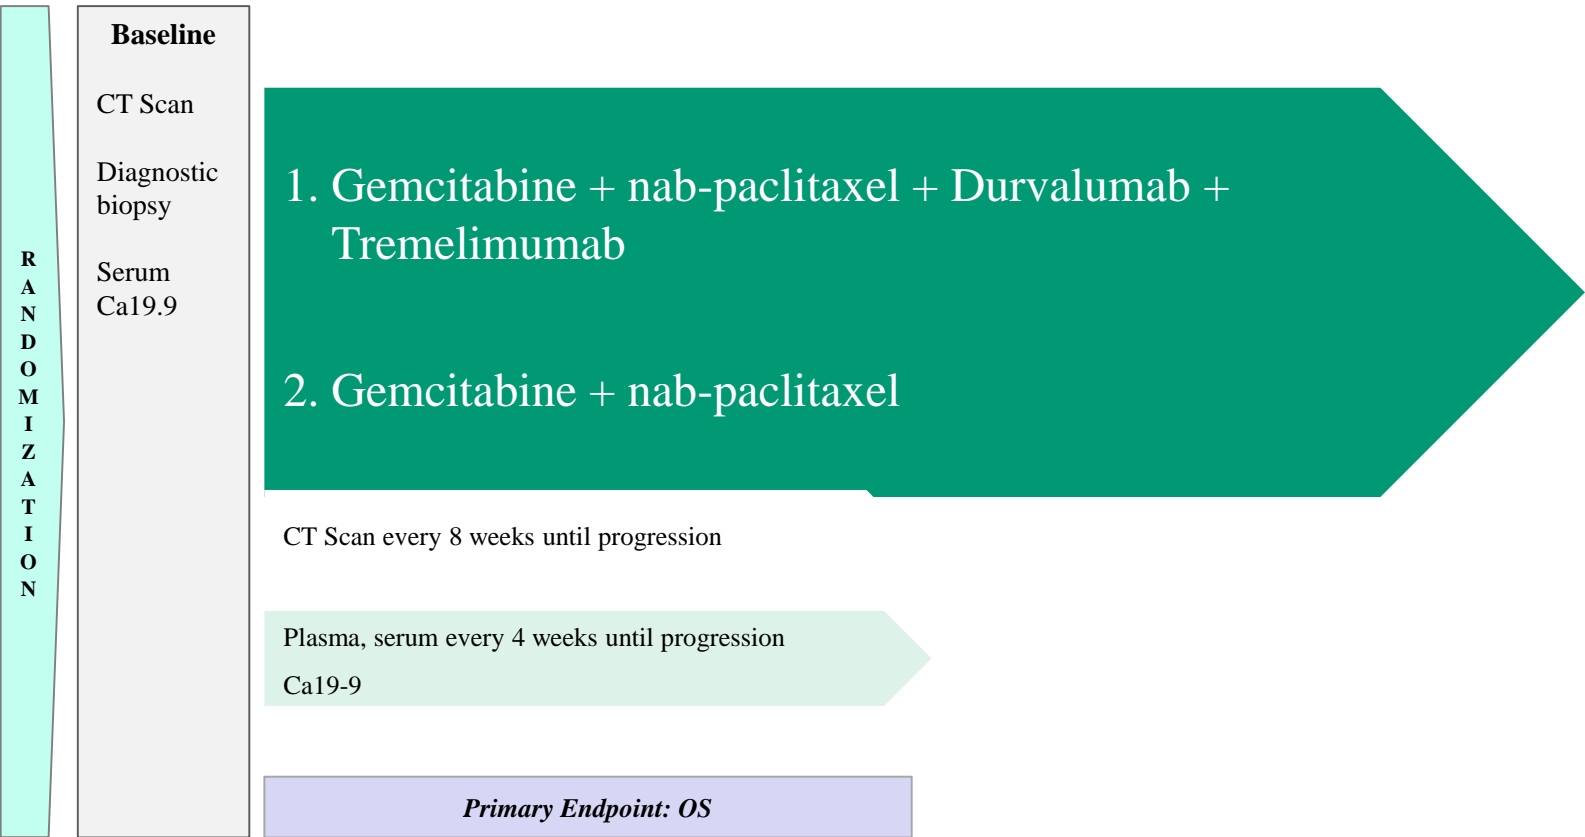 RANDOMIZATION
Baseline
CT Scan
Diagnostic
biopsy
Serum
Ca19.9
1. Gemcitabine + nab-paclitaxel + Durvalumab +
Tremelimumab
2. Gemcitabine + nab-paclitaxel
CT Scan every 8 weeks until progression
Plasma, serum every 4 weeks until progression
Ca19-9
Primary Endpoint: OS